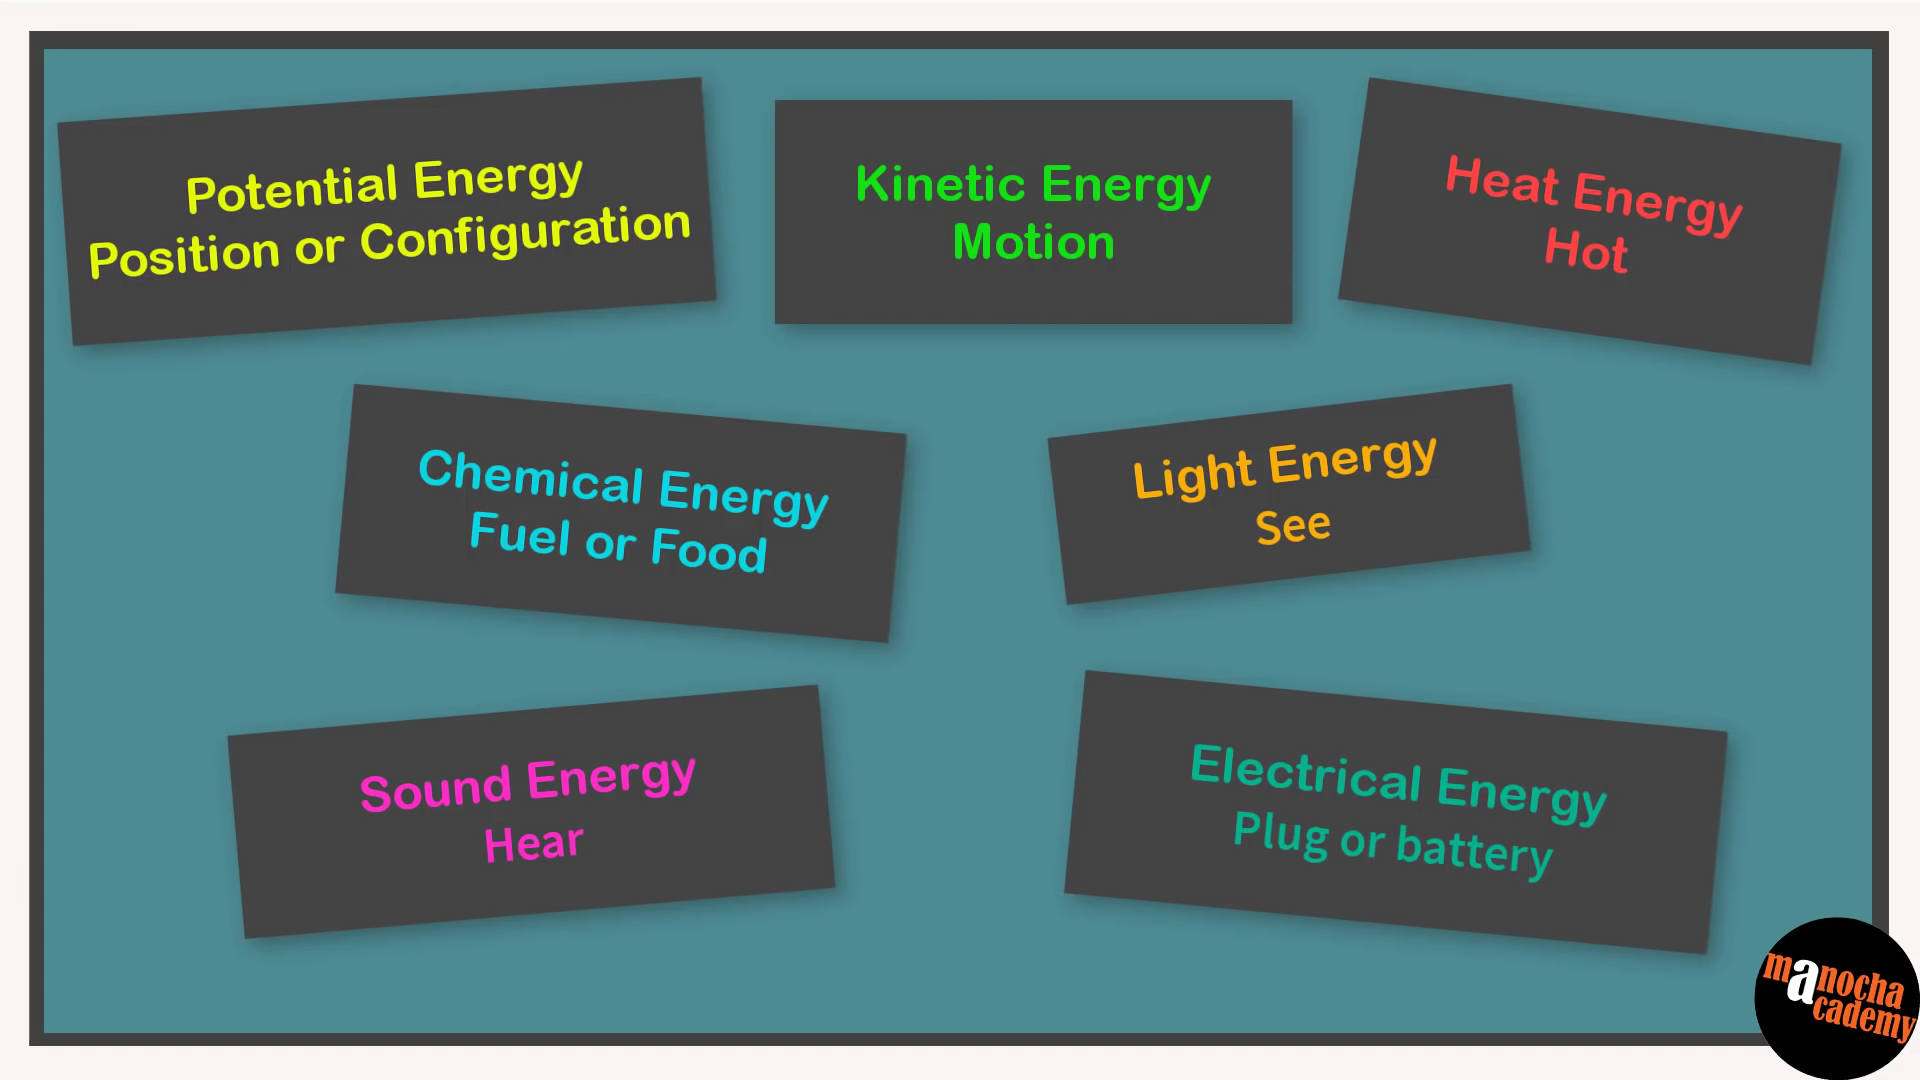 Potential Energy
Position or Configuration
Kinetic Energy
Motion
Heat Energy
Hot
Chemical Energy
Fuel or Food
Light Energy
See
Sound Energy
Hear
Electrical Energy
Plug or battery
manocha
academy